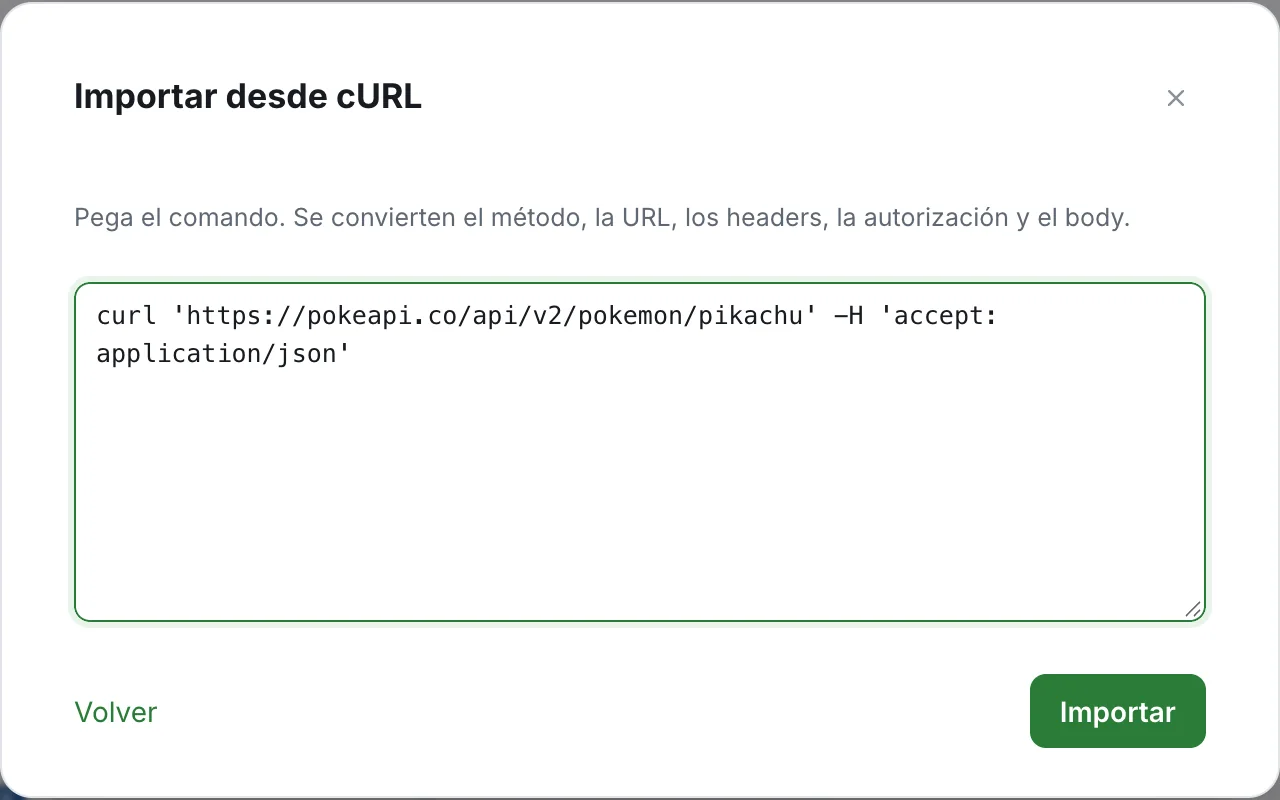 Importar desde cURL
Pega el comando. Se convierten el método, la URL, los headers, la autorización y el body.
curl 'https://pokeapi.co/api/v2/pokemon/pikachu' -H 'accept:
application/json'
Volver
Importar